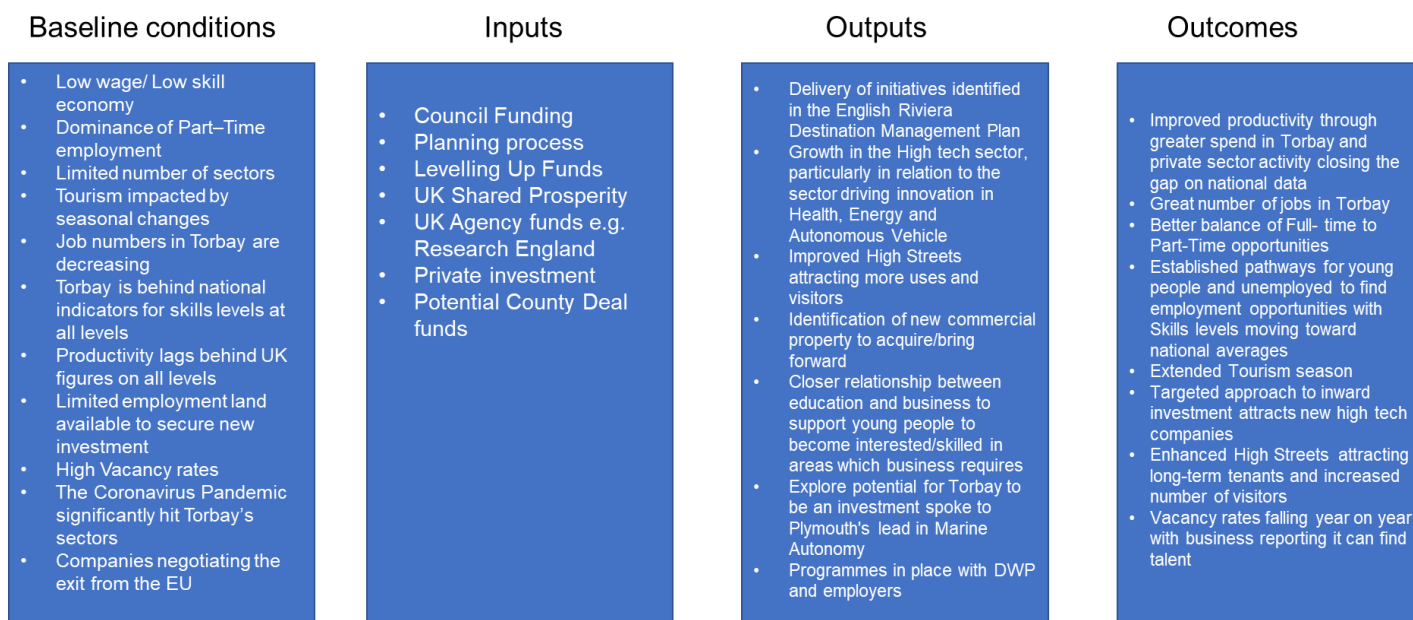 Baseline conditions
• Low wage/ Low skill
economy
• Dominance of Part–Time
employment
• Limited number of sectors
• Tourism impacted by
seasonal changes
• Job numbers in Torbay are
decreasing
• Torbay is behind national
indicators for skills levels at
all levels
• Productivity lags behind UK
figures on all levels
• Limited employment land
available to secure new
investment
• High Vacancy rates
• The Coronavirus Pandemic
significantly hit Torbay's
sectors
• Companies negotiating the
exit from the EU
Inputs
• Council Funding
• Planning process
• Levelling Up Funds
• UK Shared Prosperity
• UK Agency funds e.g.
Research England
• Private investment
• Potential County Deal
funds
Outputs
• Delivery of initiatives identified
in the English Riviera
Destination Management Plan
• Growth in the High tech sector,
particularly in relation to the
sector driving innovation in
Health, Energy and
Autonomous Vehicle
• Improved High Streets
attracting more uses and
visitors
• Identification of new commercial
property to acquire/bring
forward
• Closer relationship between
education and business to
support young people to
become interested/skilled in
areas which business requires
• Explore potential for Torbay to
be an investment spoke to
Plymouth's lead in Marine
Autonomy
• Programmes in place with DWP
and employers
Outcomes
• Improved productivity through
greater spend in Torbay and
private sector activity closing the
gap on national data
• Great number of jobs in Torbay
• Better balance of Full- time to
Part-Time opportunities
• Established pathways for young
people and unemployed to find
employment opportunities with
Skills levels moving toward
national averages
• Extended Tourism season
• Targeted approach to inward
investment attracts new high tech
companies
• Enhanced High Streets attracting
long-term tenants and increased
number of visitors
• Vacancy rates falling year on year
with business reporting it can find
talent